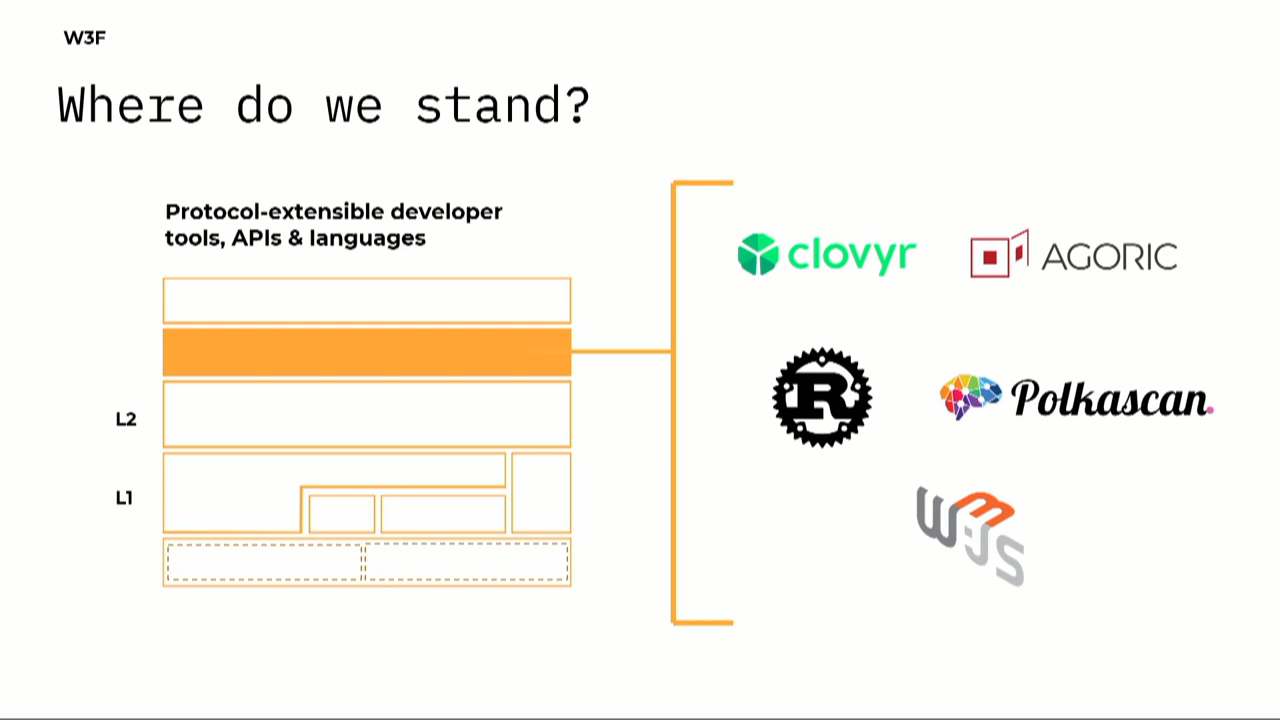 W3F
Where do we stand?
Protocol-extensible developer
tools, APIs & languages
L2
L1
clovyr
AGORIC
R
Polkascan.
W3JS